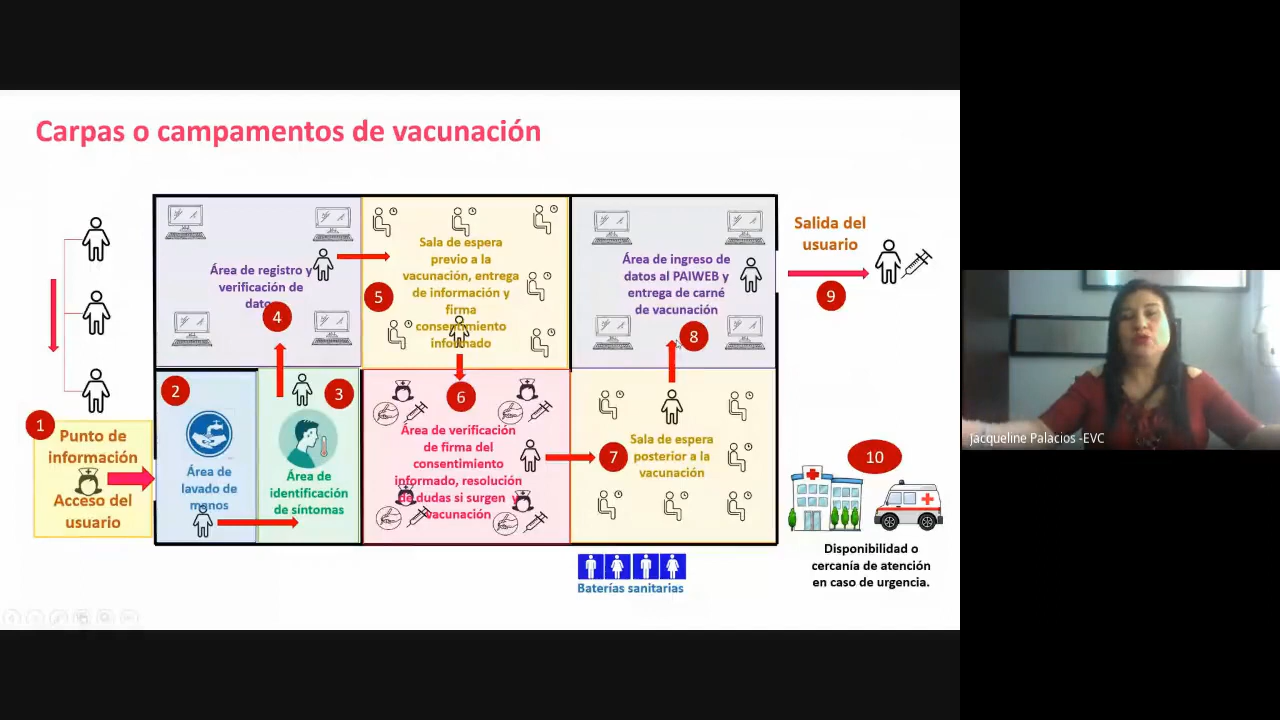 Carpas o campamentos de vacunación
1
Punto de
información
Acceso del
usuario
2
Área de
lavado de
menos
3
Área de
identificación
de síntomas
Área de registro y
verificación de
datos
4
5
Sala de espera
previo a la
vacunación, entrega
de información y
firma
consentimiento
informado
6
Área de verificación
de firma del
consentimiento
informado, resolución
de dudas si surgen y
vacunación
7
Sala de espera
posterior a la
vacunación
Área de ingreso de
datos al PAIWEB y
entrega de carné
de vacunación
8
Salida del
usuario
9
10
Disponibilidad o
cercanía de atención
en caso de urgencia.
Baterías sanitarias
Jacqueline Palacios -EVC